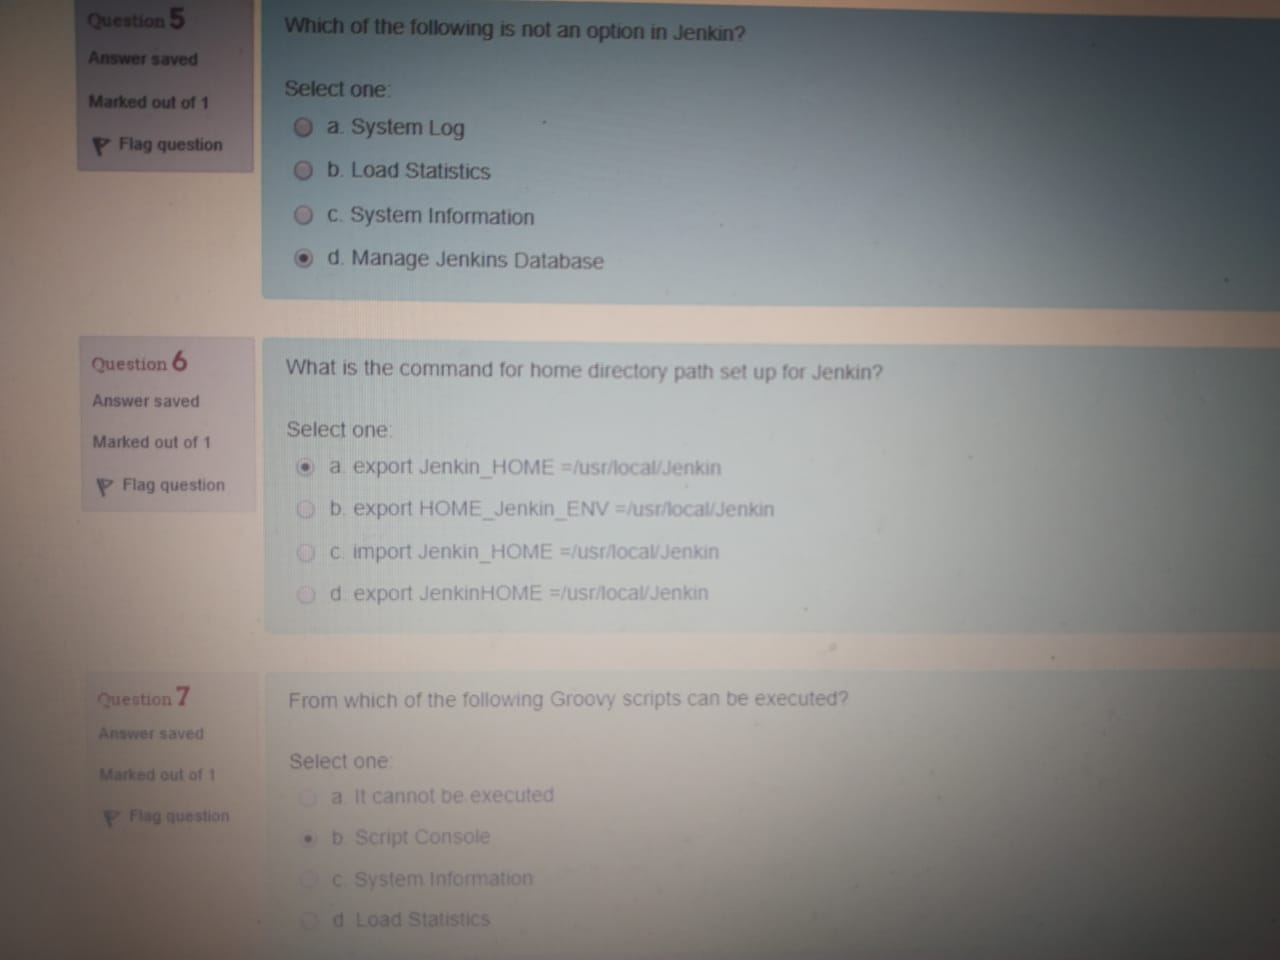 Question 5
Answer saved
Marked out of 1
Flag question
Which of the following is not an option in Jenkin?
Select one:
a. System Log
b. Load Statistics
c. System Information
d. Manage Jenkins Database
Question 6
Answer saved
Marked out of 1
Flag question
What is the command for home directory path set up for Jenkin?
Select one:
a. export Jenkin_HOME =/usr/local/Jenkin
b. export HOME_Jenkin_ENV =/usr/local/Jenkin
c. import Jenkin_HOME =/usr/local/Jenkin
d. export JenkinHOME =/usr/local/Jenkin
Question 7
Answer saved
Marked out of 1
Flag question
From which of the following Groovy scripts can be executed?
Select one:
a. It cannot be executed
b. Script Console
c. System Information
d. Load Statistics